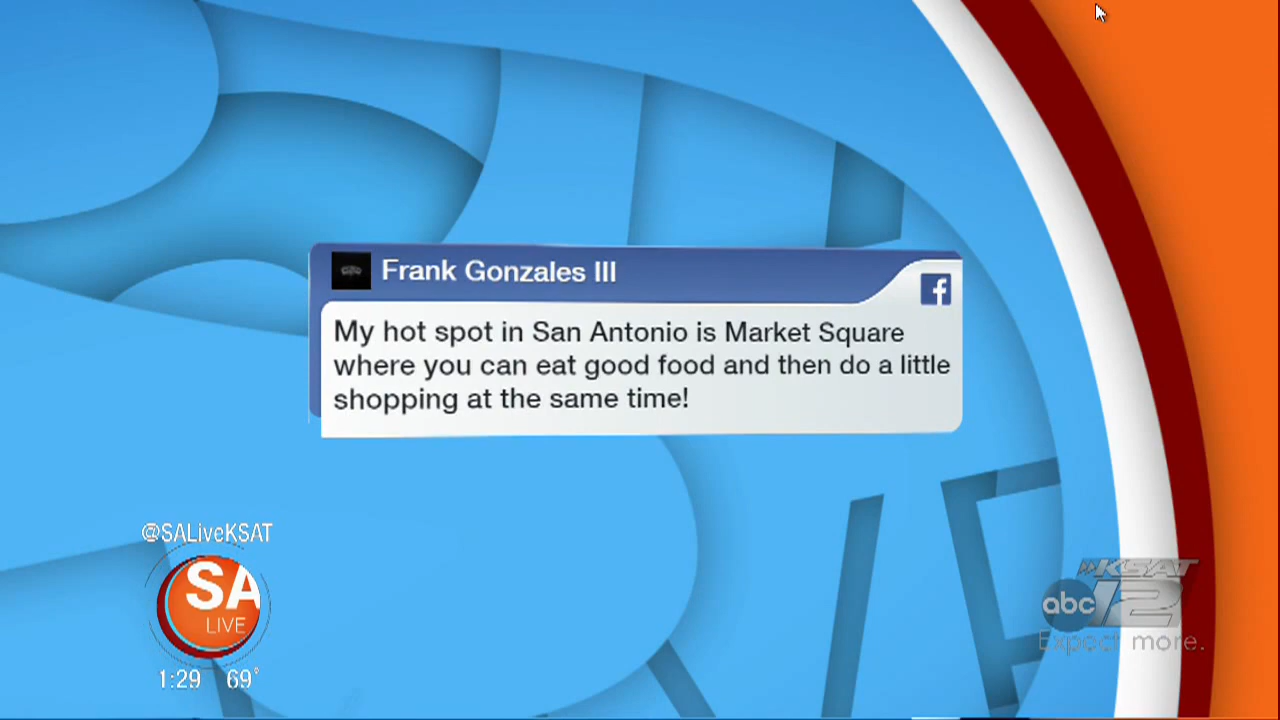 Frank Gonzales III
f
My hot spot in San Antonio is Market Square
where you can eat good food and then do a little
shopping at the same time!
@SALiveKSAT
SA
LIVE
1:29 69°
KSAT
abc 12
Expect more.